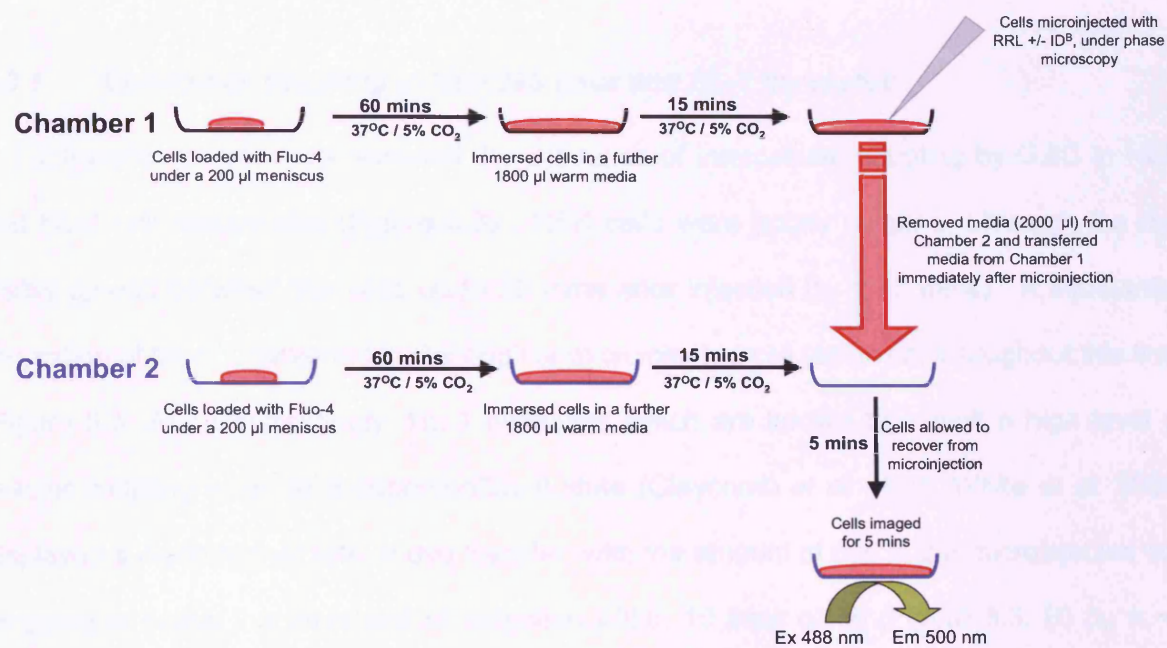 Cells microinjected with
RRL +/- IDᴮ, under phase
microscopy
Chamber 1
60 mins
37ᴼC / 5% CO₂
15 mins
37ᴼC / 5% CO₂
Cells loaded with Fluo-4
under a 200 µl meniscus
Immersed cells in a further
1800 µl warm media
Removed media (2000 µl) from
Chamber 2 and transferred
media from Chamber 1
immediately after microinjection
Chamber 2
60 mins
37ᴼC / 5% CO₂
15 mins
37ᴼC / 5% CO₂
Cells loaded with Fluo-4
under a 200 µl meniscus
Immersed cells in a further
1800 µl warm media
5 mins
Cells allowed to
recover from
microinjection
Cells imaged
for 5 mins
Ex 488 nm
Em 500 nm